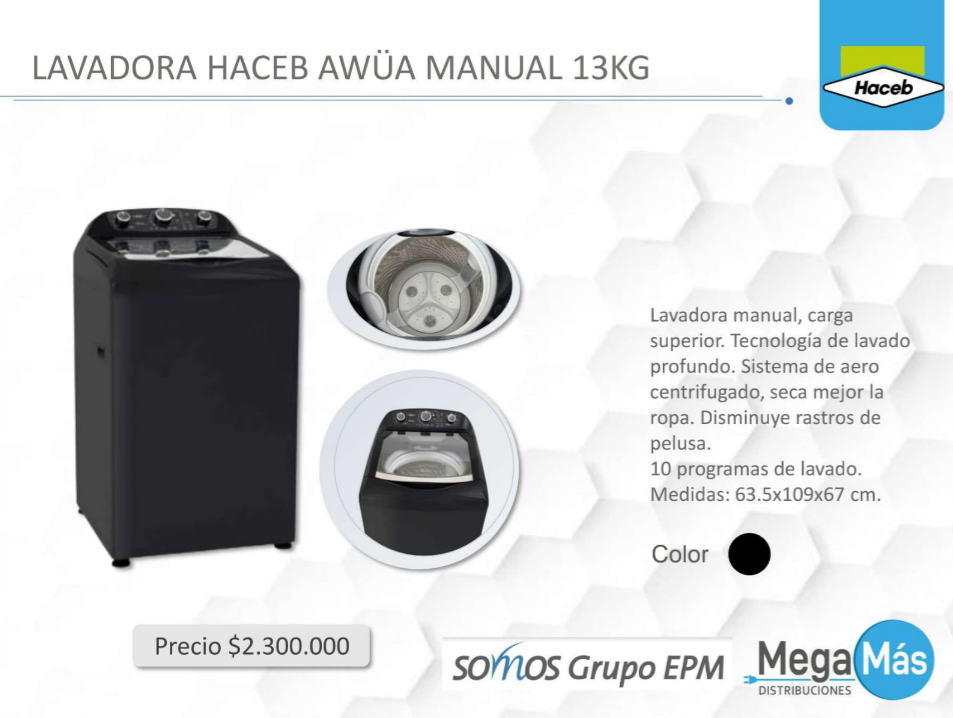 LAVADORA HACEB AWÜA MANUAL 13KG
Haceb
Lavadora manual, carga
superior. Tecnología de lavado
profundo. Sistema de aero
centrifugado, seca mejor la
ropa. Disminuye rastros de
pelusa.
10 programas de lavado.
Medidas: 63.5x109x67 cm.
Color
Precio $2.300.000
somos Grupo EPM
Mega Más
DISTRIBUCIONES